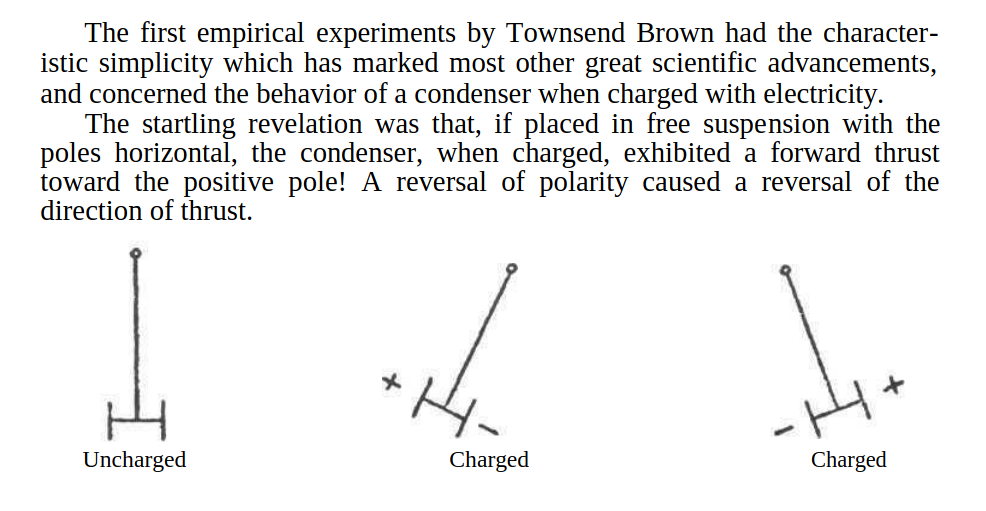 The first empirical experiments by Townsend Brown had the character-
istic simplicity which has marked most other great scientific advancements,
and concerned the behavior of a condenser when charged with electricity.
The startling revelation was that, if placed in free suspension with the
poles horizontal, the condenser, when charged, exhibited a forward thrust
toward the positive pole! A reversal of polarity caused a reversal of the
direction of thrust.
+ − − +
Uncharged Charged Charged